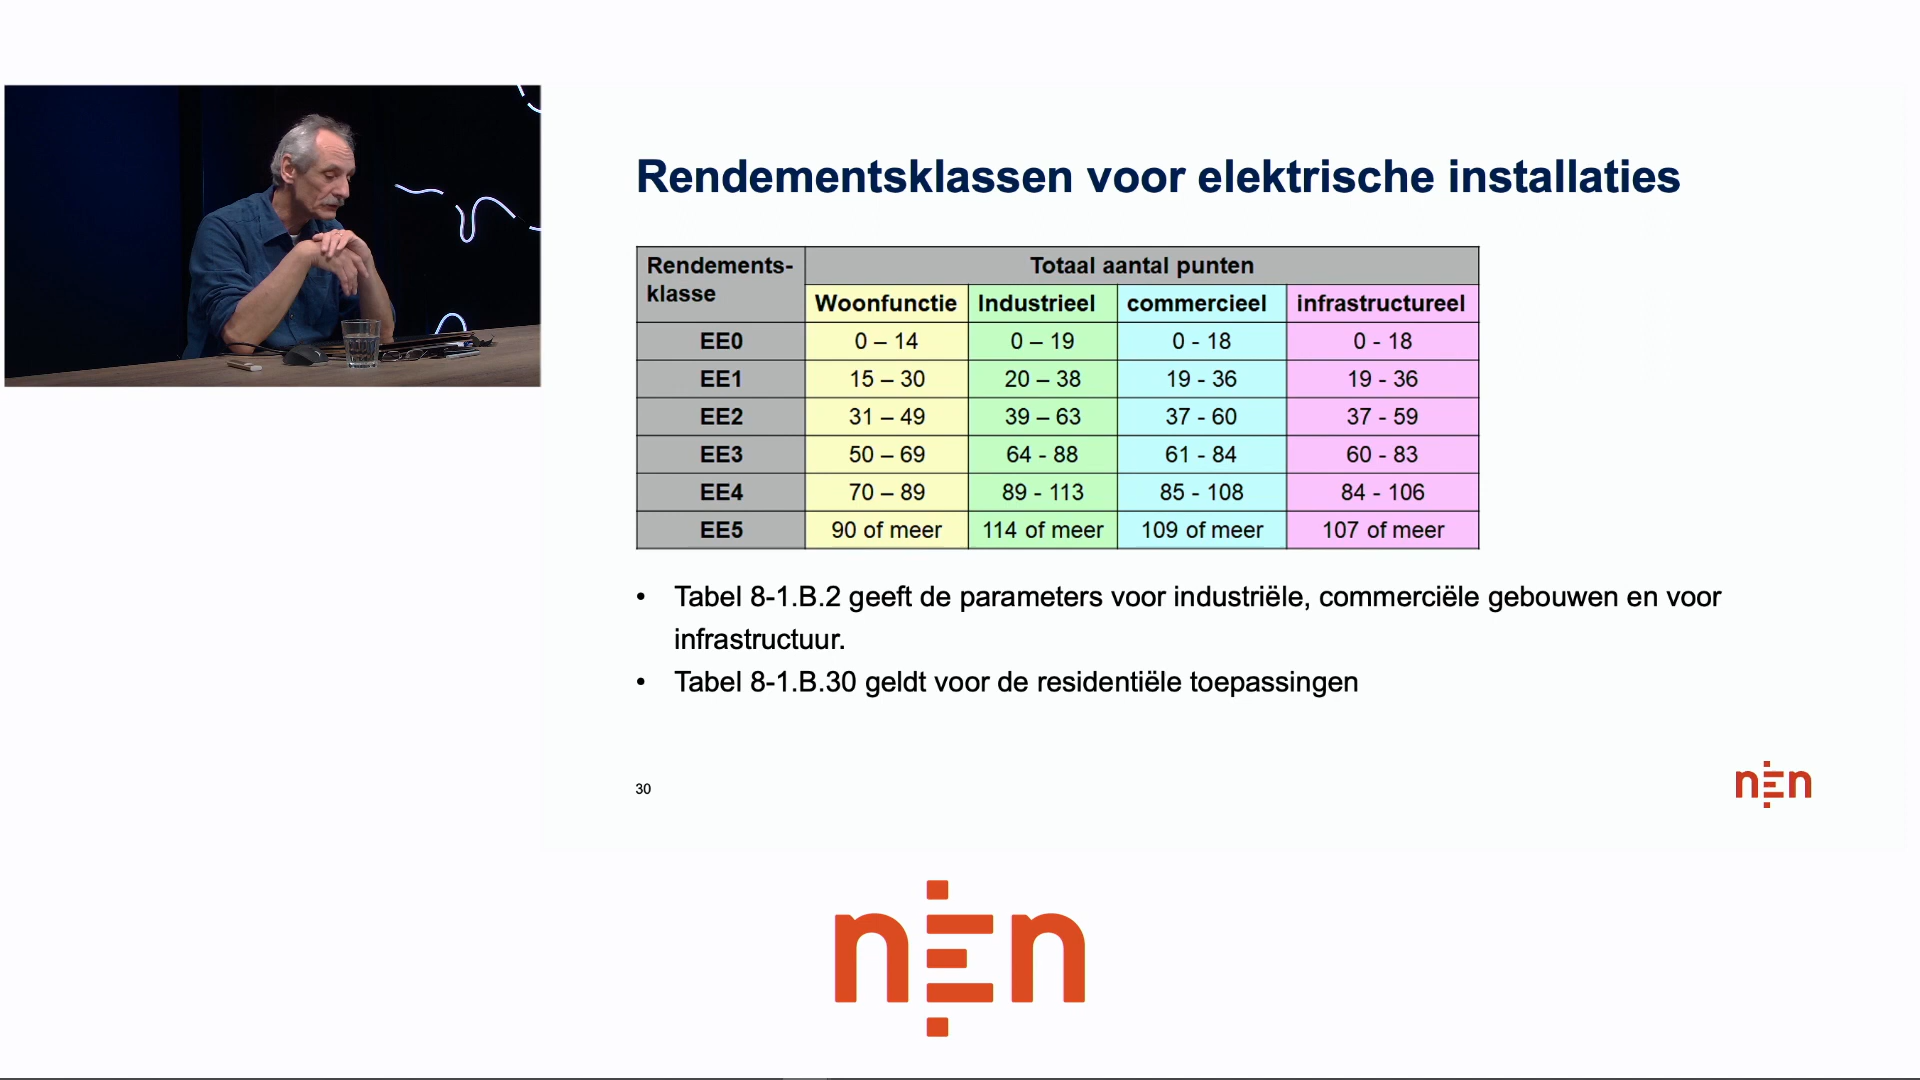 Rendementsklassen voor elektrische installaties
Rendements-
klasse
Totaal aantal punten
Woonfunctie Industrieel commercieel infrastructureel
EE0 0 – 14 0 – 19 0 - 18 0 - 18
EE1 15 – 30 20 – 38 19 - 36 19 - 36
EE2 31 – 49 39 – 63 37 - 60 37 - 59
EE3 50 – 69 64 - 88 61 - 84 60 - 83
EE4 70 – 89 89 - 113 85 - 108 84 - 106
EE5 90 of meer 114 of meer 109 of meer 107 of meer
• Tabel 8-1.B.2 geeft de parameters voor industriële, commerciële gebouwen en voor
infrastructuur.
• Tabel 8-1.B.30 geldt voor de residentiële toepassingen
30
nEn
nEn